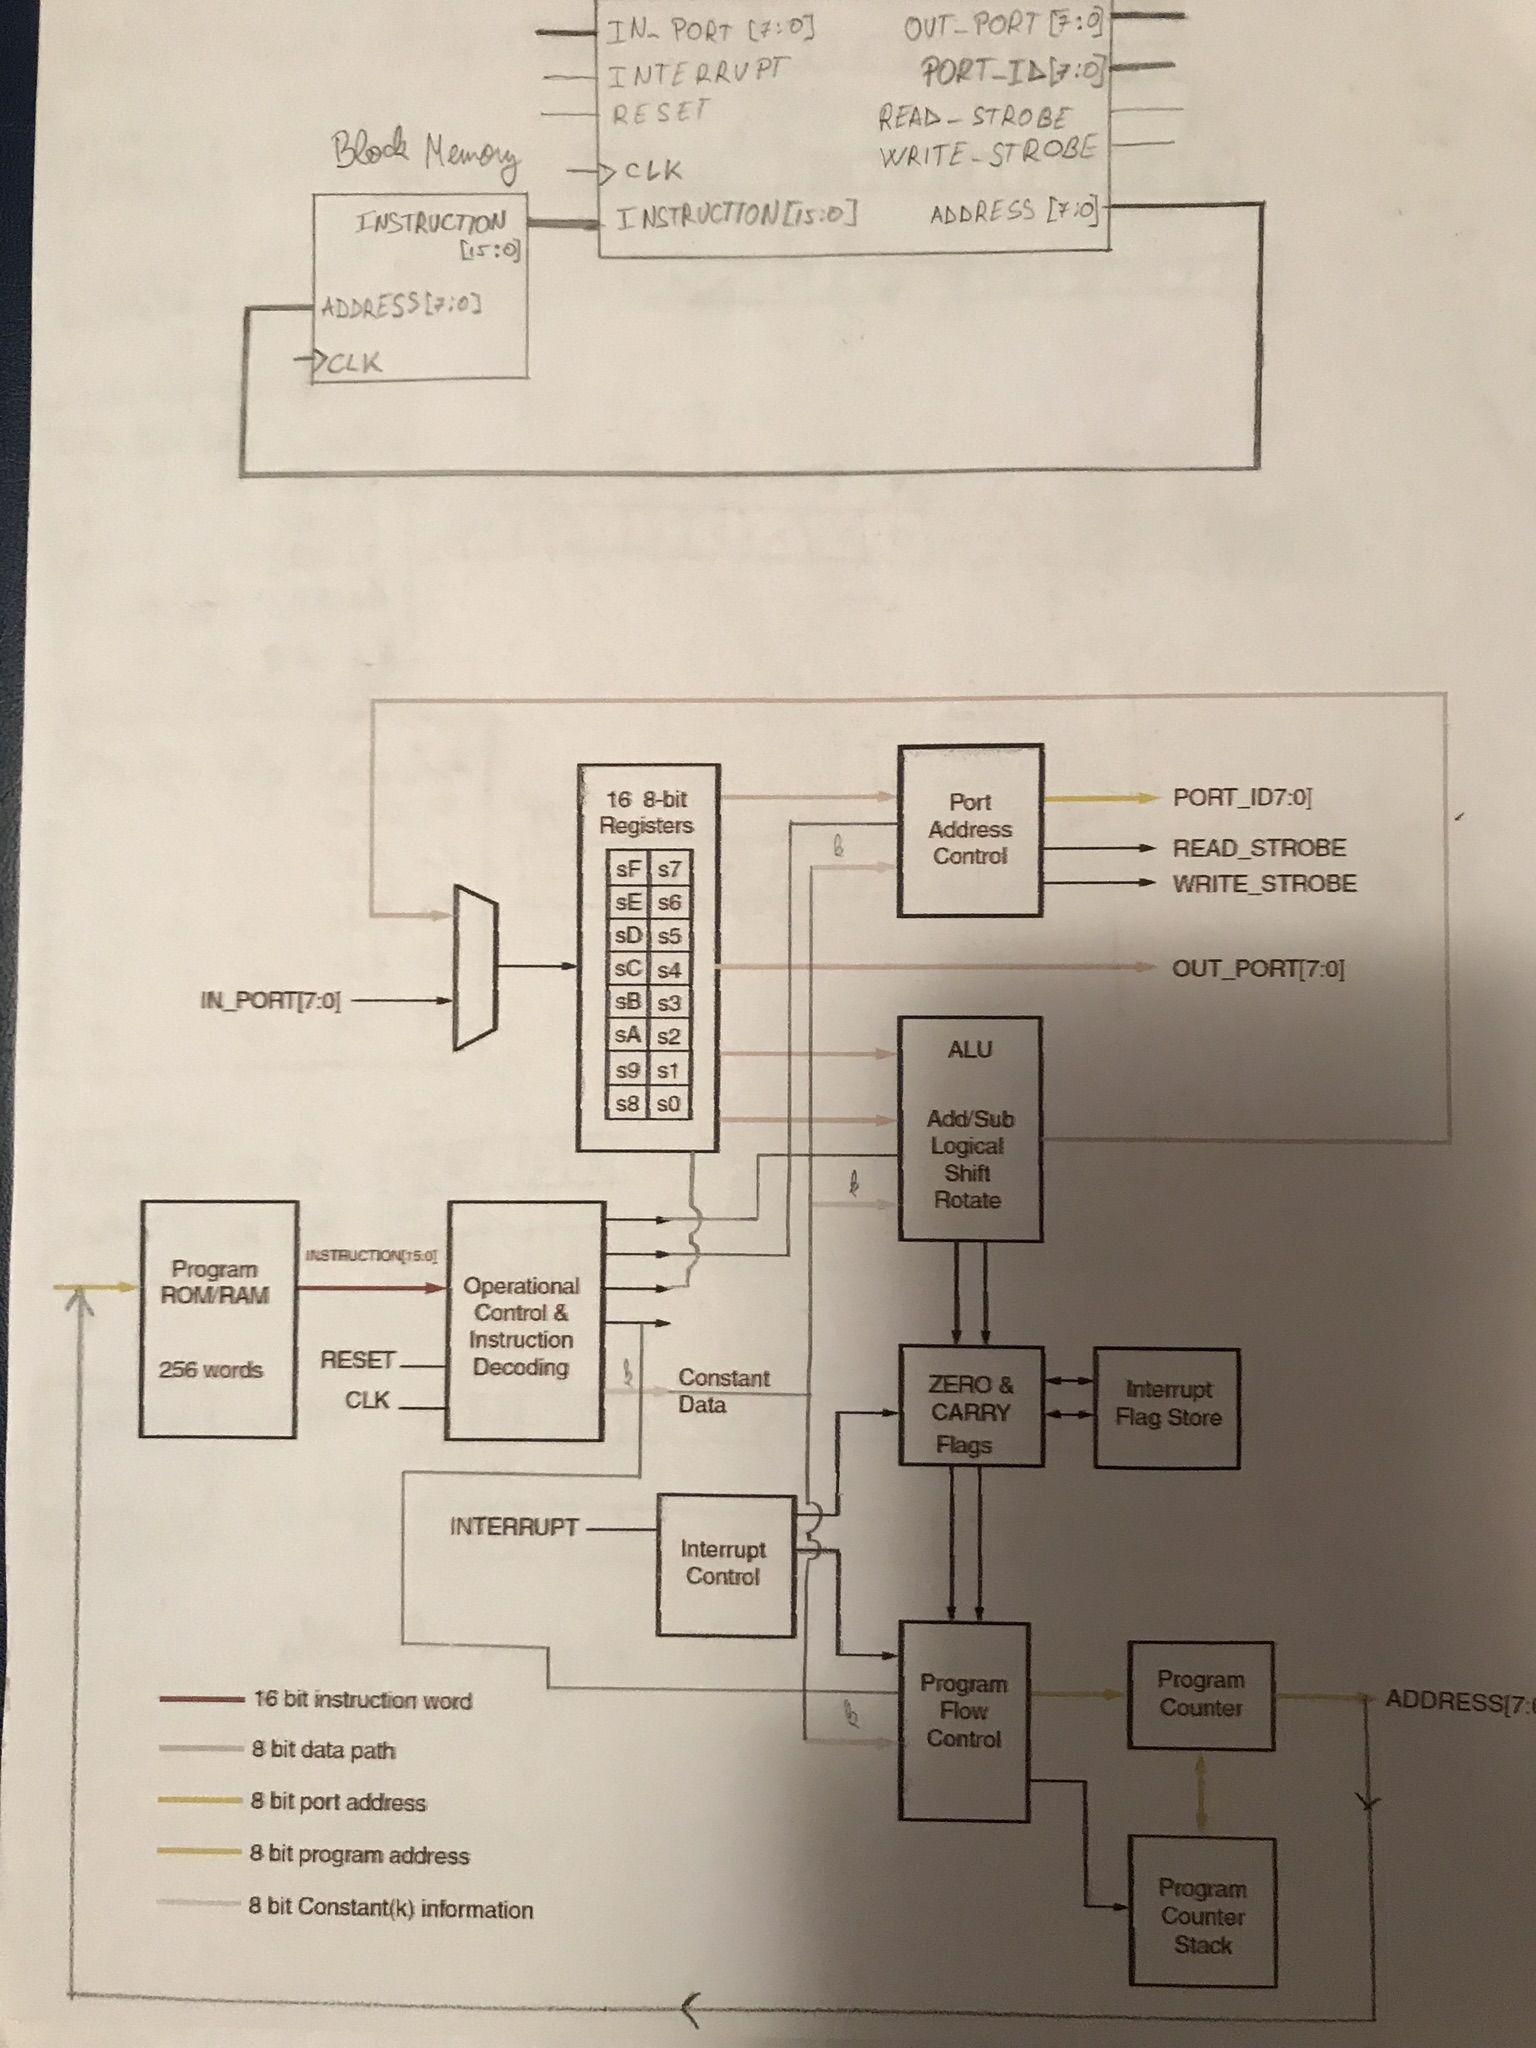 IN_PORT [7:0]
OUT_PORT [7:0]
INTERRUPT
PORT_ID[7:0]
RESET
READ_STROBE
WRITE_STROBE
CLK
INSTRUCTION[15:0]
ADDRESS [7:0]
Block Memory
INSTRUCTION
[15:0]
ADDRESS[7:0]
CLK
16 8-bit
Registers
sF s7
sE s6
sD s5
sC s4
sB s3
sA s2
s9 s1
s8 s0
Port
Address
Control
PORT_ID7:0]
READ_STROBE
WRITE_STROBE
k
OUT_PORT[7:0]
IN_PORT[7:0]
ALU
Add/Sub
Logical
Shift
Rotate
k
Program
ROM/RAM
256 words
INSTRUCTION[15:0]
RESET
CLK
Operational
Control &
Instruction
Decoding
k
Constant
Data
ZERO &
CARRY
Flags
Interrupt
Flag Store
INTERRUPT
Interrupt
Control
Program
Flow
Control
k
Program
Counter
ADDRESS[7:
Program
Counter
Stack
16 bit instruction word
8 bit data path
8 bit port address
8 bit program address
8 bit Constant(k) information